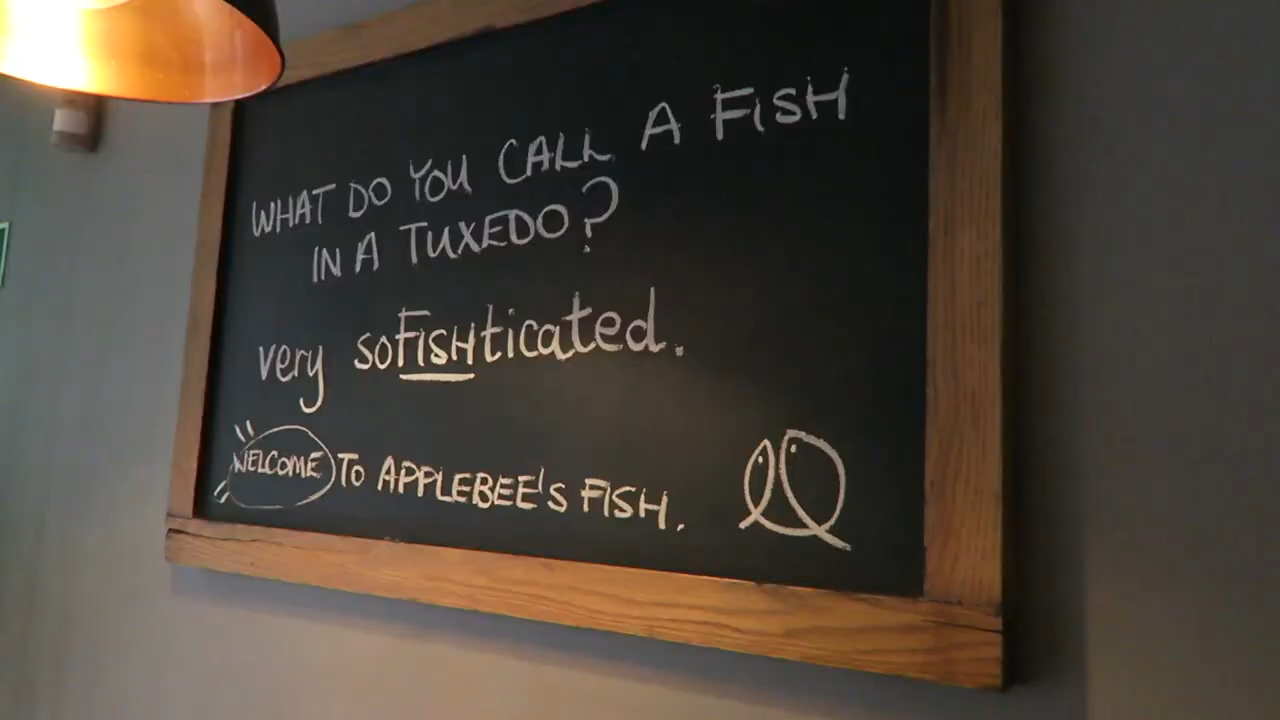 WHAT DO YOU CALL A FISH
IN A TUXEDO?
very soFISHticated.
WELCOME TO APPLEBEE'S FISH.